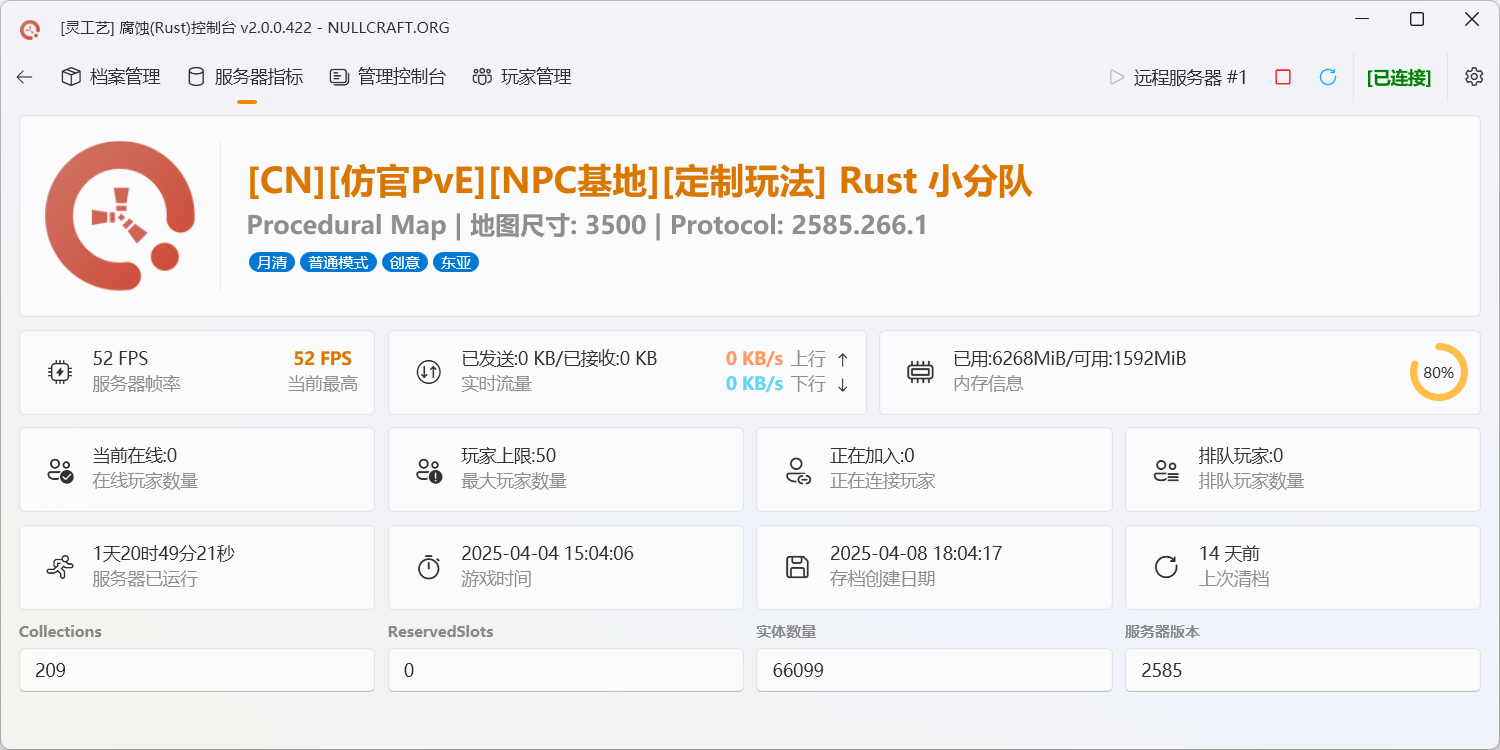 [灵工艺] 腐蚀(Rust)控制台 v2.0.0.422 - NULLCRAFT.ORG
档案管理 服务器指标 管理控制台 玩家管理 远程服务器 #1 [已连接]
[CN][仿官PvE][NPC基地][定制玩法] Rust 小分队
Procedural Map | 地图尺寸: 3500 | Protocol: 2585.266.1
月清 普通模式 创意 东亚
52 FPS 52 FPS
服务器帧率 当前最高
已发送:0 KB/已接收:0 KB 0 KB/s 上行 ↑
实时流量 0 KB/s 下行 ↓
已用:6268MiB/可用:1592MiB
内存信息
80%
当前在线:0
在线玩家数量
玩家上限:50
最大玩家数量
正在加入:0
正在连接玩家
排队玩家:0
排队玩家数量
1天20时49分21秒
服务器已运行
2025-04-04 15:04:06
游戏时间
2025-04-08 18:04:17
存档创建日期
14 天前
上次清档
Collections
209
ReservedSlots
0
实体数量
66099
服务器版本
2585